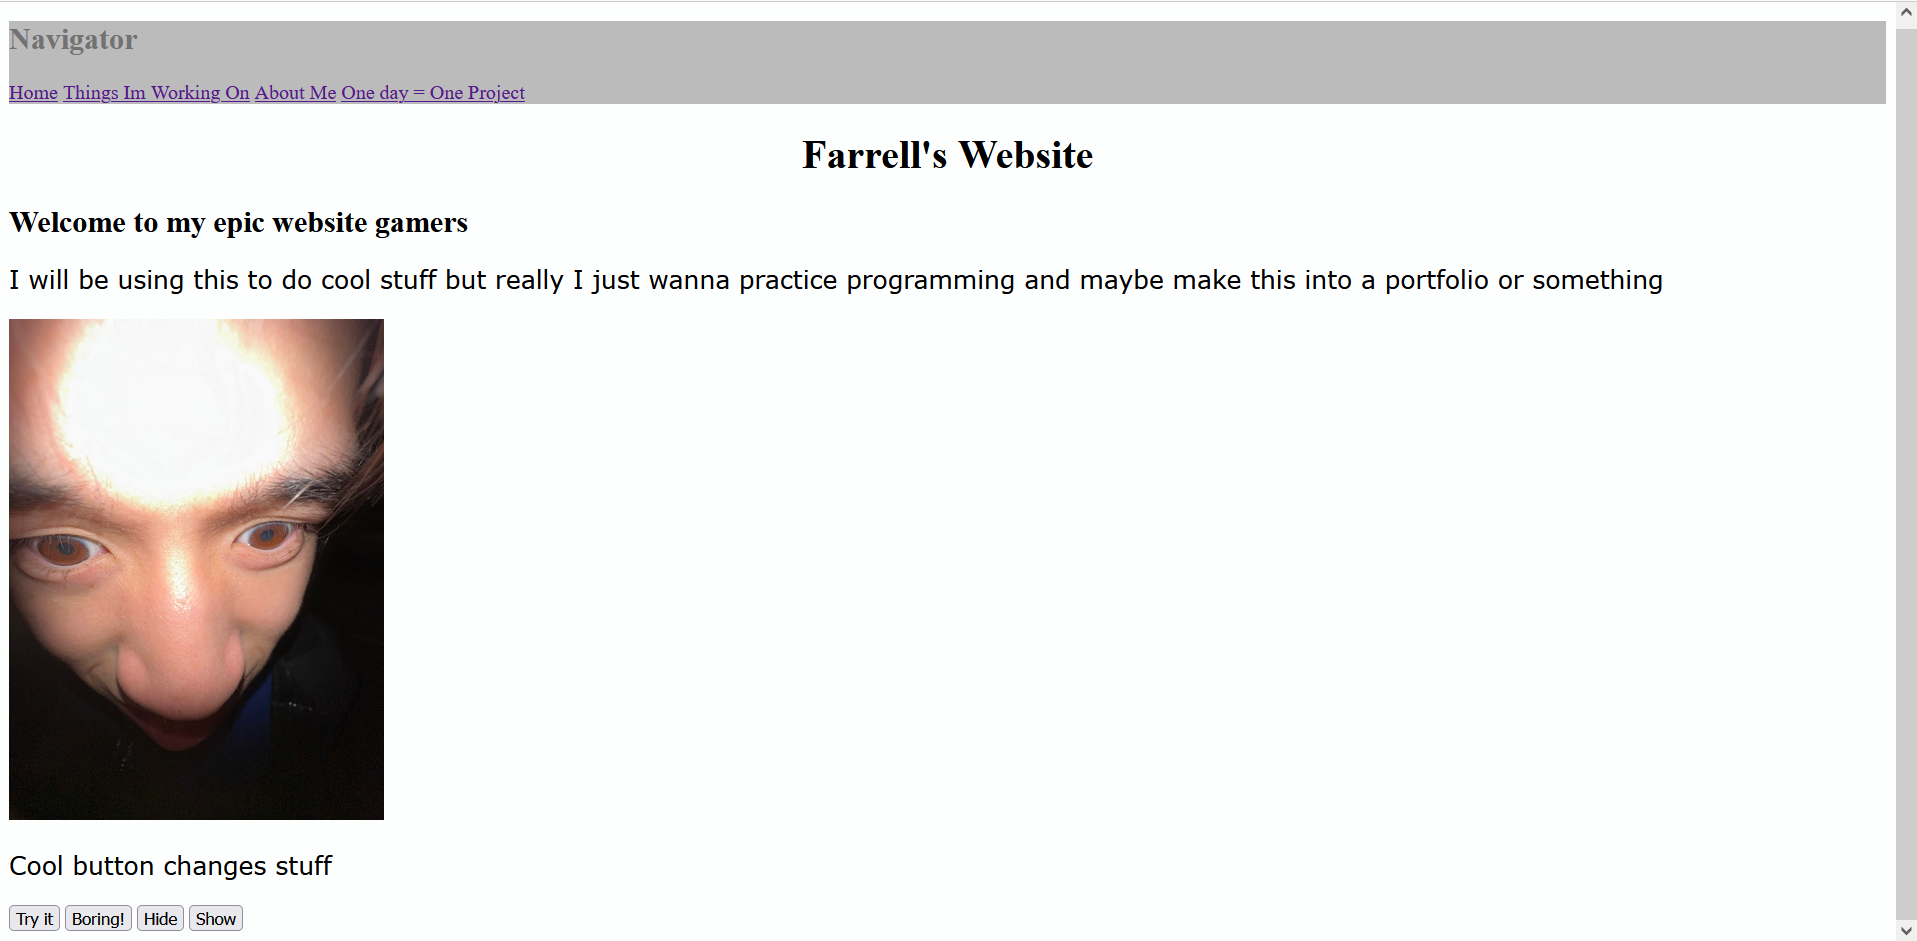 Navigator
Home Things Im Working On About Me One day = One Project
Farrell's Website
Welcome to my epic website gamers
I will be using this to do cool stuff but really I just wanna practice programming and maybe make this into a portfolio or something
Cool button changes stuff
Try it Boring! Hide Show